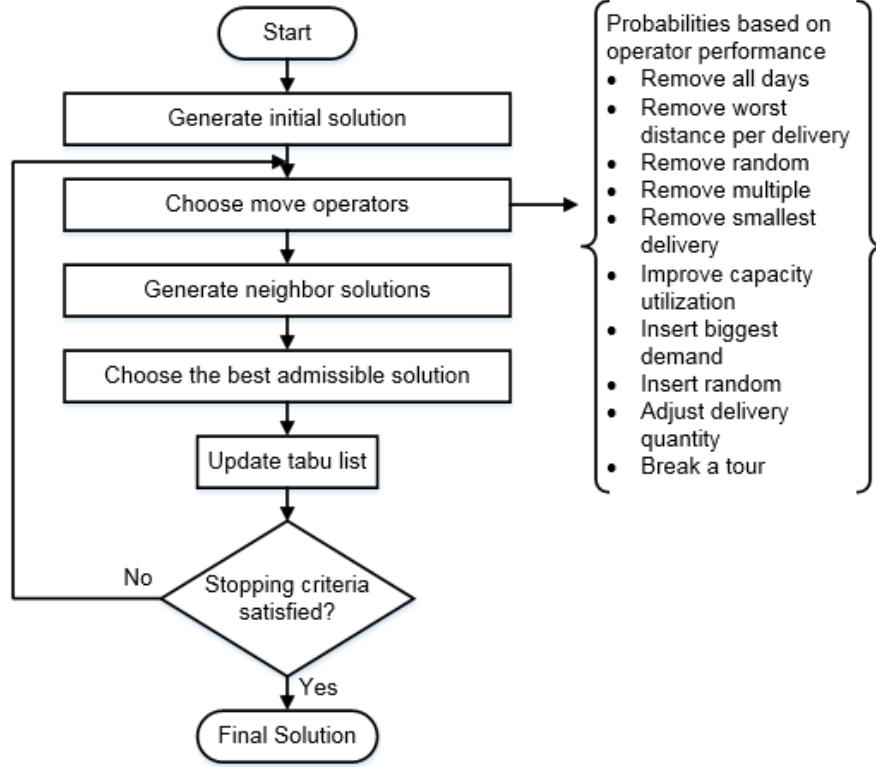 Start
Generate initial solution
Choose move operators
Generate neighbor solutions
Choose the best admissible solution
Update tabu list
Stopping criteria
satisfied?
No
Yes
Final Solution
Probabilities based on
operator performance
• Remove all days
• Remove worst
distance per delivery
• Remove random
• Remove multiple
• Remove smallest
delivery
• Improve capacity
utilization
• Insert biggest
demand
• Insert random
• Adjust delivery
quantity
• Break a tour